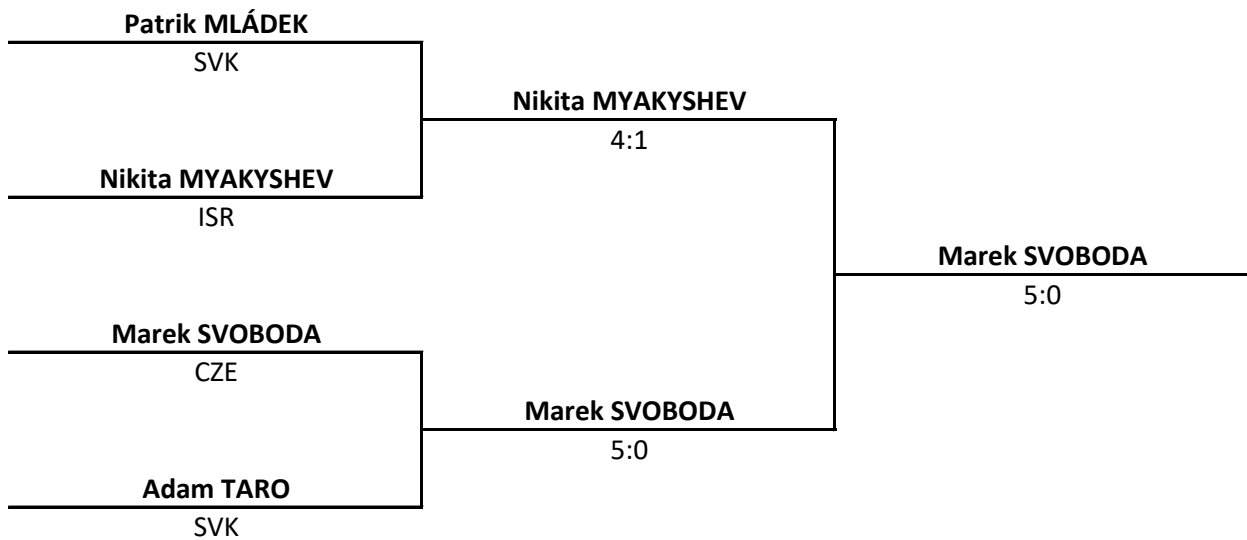 Patrik MLÁDEK
SVK
Nikita MYAKYSHEV
4:1
Nikita MYAKYSHEV
ISR
Marek SVOBODA
5:0
Marek SVOBODA
CZE
Marek SVOBODA
5:0
Adam TARO
SVK